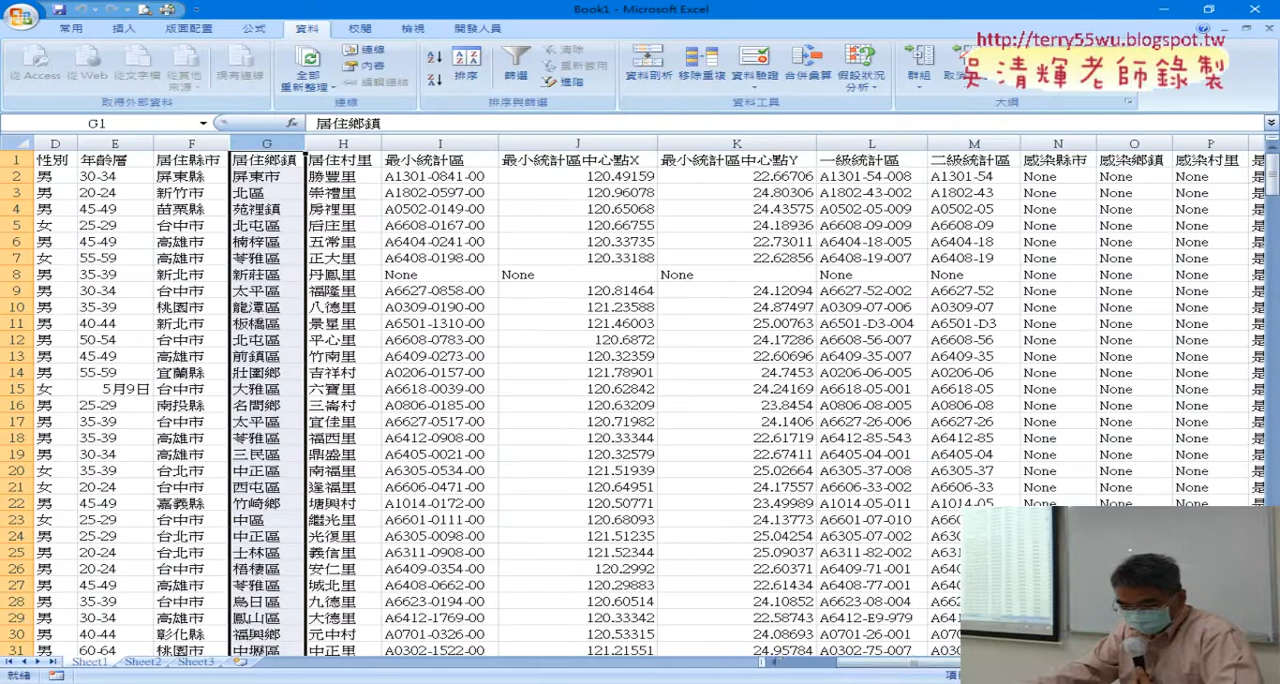 Book1 - Microsoft Excel
常用 插入 版面配置 公式 資料 校閱 檢視 開發人員
http://terry55wu.blogspot.tw
吳清輝老師錄製
從 Access 從 Web 從文字檔 從其他來源 現有連線 全部重新整理 連線 內容 編輯連結 排序 篩選 清除 重新套用 進階 資料剖析 移除重複 資料驗證 合併彙算 假設狀況分析 群組
取得外部資料 連線 排序與篩選 資料工具 大綱
G1 fx 居住鄉鎮
D E F G H I J K L M N O P
1 性別 年齡層 居住縣市 居住鄉鎮 居住村里 最小統計區 最小統計區中心點X 最小統計區中心點Y 一級統計區 二級統計區 感染縣市 感染鄉鎮 感染村里 是
2 男 30-34 屏東縣 屏東市 勝豐里 A1301-0841-00 120.49159 22.66706 A1301-54-008 A1301-54 None None None 是
3 男 20-24 新竹市 北區 崇禮里 A1802-0597-00 120.96078 24.80306 A1802-43-002 A1802-43 None None None 是
4 男 45-49 苗栗縣 苑裡鎮 房裡里 A0502-0149-00 120.65068 24.43575 A0502-05-009 A0502-05 None None None 是
5 女 25-29 台中市 北屯區 后庄里 A6608-0167-00 120.66755 24.18936 A6608-09-009 A6608-09 None None None 是
6 男 45-49 高雄市 楠梓區 五常里 A6404-0241-00 120.33735 22.73011 A6404-18-005 A6404-18 None None None 是
7 女 55-59 高雄市 苓雅區 正大里 A6408-0198-00 120.33188 22.62856 A6408-19-007 A6408-19 None None None 是
8 男 35-39 新北市 新莊區 丹鳳里 None None None None None None None None 是
9 男 30-34 台中市 太平區 福隆里 A6627-0858-00 120.81464 24.12094 A6627-52-002 A6627-52 None None None 是
10 男 35-39 桃園市 龍潭區 八德里 A0309-0190-00 121.23588 24.87497 A0309-07-006 A0309-07 None None None 是
11 男 40-44 新北市 板橋區 景星里 A6501-1310-00 121.46003 25.00763 A6501-D3-004 A6501-D3 None None None 是
12 男 50-54 台中市 北屯區 平心里 A6608-0783-00 120.6872 24.17286 A6608-56-007 A6608-56 None None None 是
13 男 45-49 高雄市 前鎮區 竹南里 A6409-0273-00 120.32359 22.60696 A6409-35-007 A6409-35 None None None 是
14 男 55-59 宜蘭縣 壯圍鄉 吉祥村 A0206-0157-00 121.78901 24.7453 A0206-06-005 A0206-06 None None None 是
15 女 5月9日 台中市 大雅區 六寶里 A6618-0039-00 120.62842 24.24169 A6618-05-001 A6618-05 None None None 是
16 男 25-29 南投縣 名間鄉 三崙村 A0806-0185-00 120.63209 23.8454 A0806-08-005 A0806-08 None None None 是
17 男 35-39 台中市 太平區 宜佳里 A6627-0517-00 120.71982 24.1406 A6627-26-006 A6627-26 None None None 是
18 男 35-39 高雄市 苓雅區 福西里 A6412-0908-00 120.33344 22.61719 A6412-85-543 A6412-85 None None None 是
19 男 30-34 高雄市 三民區 鼎盛里 A6405-0021-00 120.32579 22.67411 A6405-04-001 A6405-04 None None None 是
20 女 35-39 台北市 中正區 南福里 A6305-0534-00 121.51939 25.02664 A6305-37-008 A6305-37 None None None 是
21 女 20-24 台中市 西屯區 逢福里 A6606-0471-00 120.64951 24.17557 A6606-33-002 A6606-33 None None None 是
22 男 45-49 嘉義縣 竹崎鄉 塘興村 A1014-0172-00 120.50771 23.49989 A1014-05-011 A1014-05 None None None 是
23 女 25-29 台中市 中區 繼光里 A6601-0111-00 120.68093 24.13773 A6601-07-010 A6601
24 男 25-29 台北市 中正區 光復里 A6305-0098-00 121.51235 25.04254 A6305-07-002 A630
25 男 20-24 台北市 士林區 義信里 A6311-0908-00 121.52344 25.09037 A6311-82-002 A631
26 男 20-24 台中市 梧棲區 安仁里 A6409-0354-00 120.2992 22.60371 A6409-71-001 A640
27 男 45-49 高雄市 苓雅區 城北里 A6408-0662-00 120.29883 22.61434 A6408-77-001 A640
28 男 35-39 台中市 烏日區 九德里 A6623-0194-00 120.60514 24.10852 A6623-08-004 A662
29 男 30-34 高雄市 鳳山區 大德里 A6412-1769-00 120.33342 22.58787 A6412-E9-979 A641
30 男 40-44 彰化縣 福興鄉 元中村 A0701-0326-00 120.53315 24.08693 A0701-26-001 A070
31 女 60-64 桃園市 中壢區 中正里 A0302-1522-00 121.21551 24.95784 A0302-75-007 A030
Sheet1 Sheet2 Sheet3
就緒